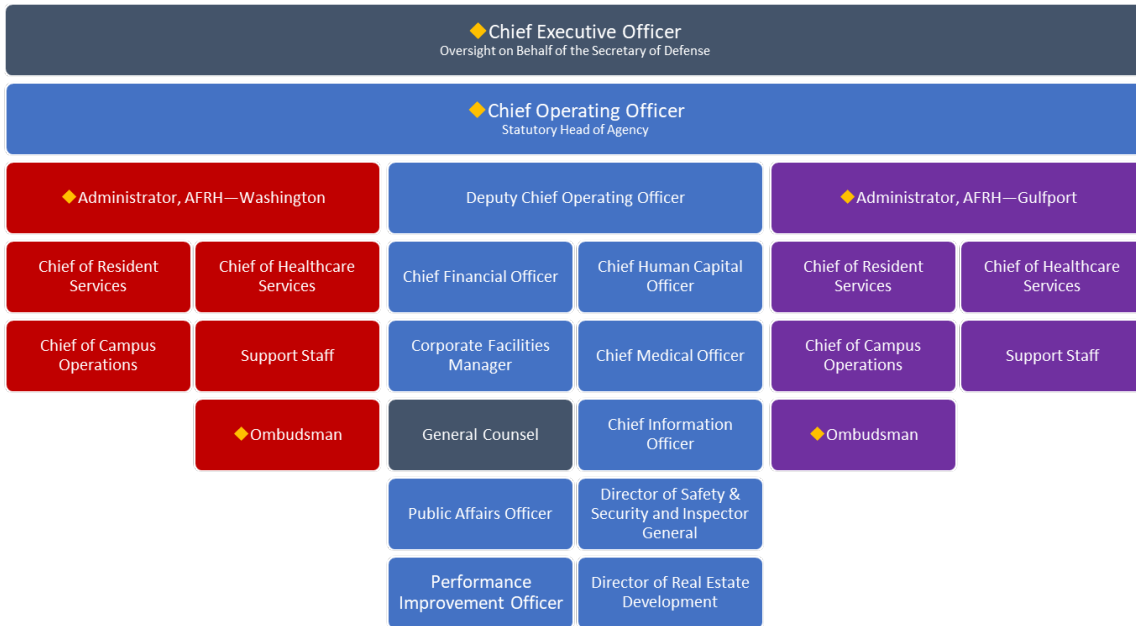 Chief Executive Officer
Oversight on Behalf of the Secretary of Defense
Chief Operating Officer
Statutory Head of Agency
Administrator, AFRH—Washington
Deputy Chief Operating Officer
Administrator, AFRH—Gulfport
Chief of Resident
Services
Chief of Healthcare
Services
Chief Financial Officer
Chief Human Capital
Officer
Chief of Resident
Services
Chief of Healthcare
Services
Chief of Campus
Operations
Support Staff
Corporate Facilities
Manager
Chief Medical Officer
Chief of Campus
Operations
Support Staff
Ombudsman
General Counsel
Chief Information
Officer
Ombudsman
Public Affairs Officer
Director of Safety &
Security and Inspector
General
Performance
Improvement Officer
Director of Real Estate
Development